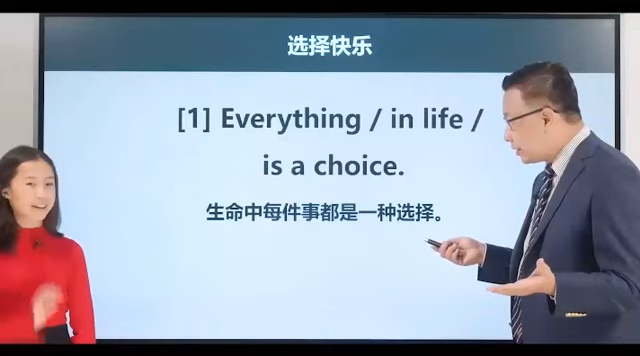 选择快乐
[1] Everything / in life /
is a choice.
生命中每件事都是一种选择。